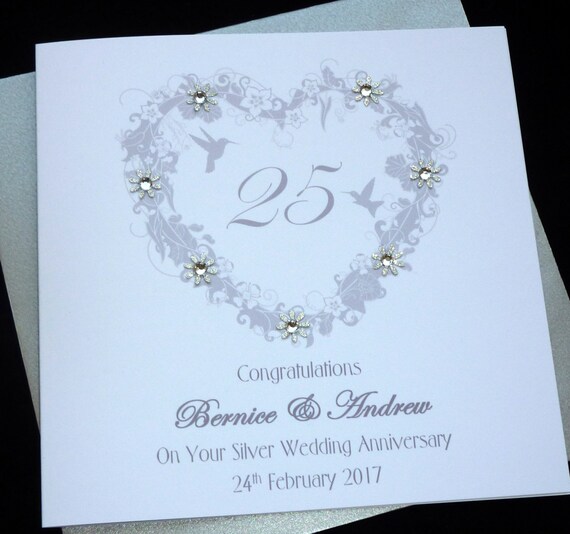 25
Congratulations
Bernice & Andrew
On Your Silver Wedding Anniversary
24th February 2017